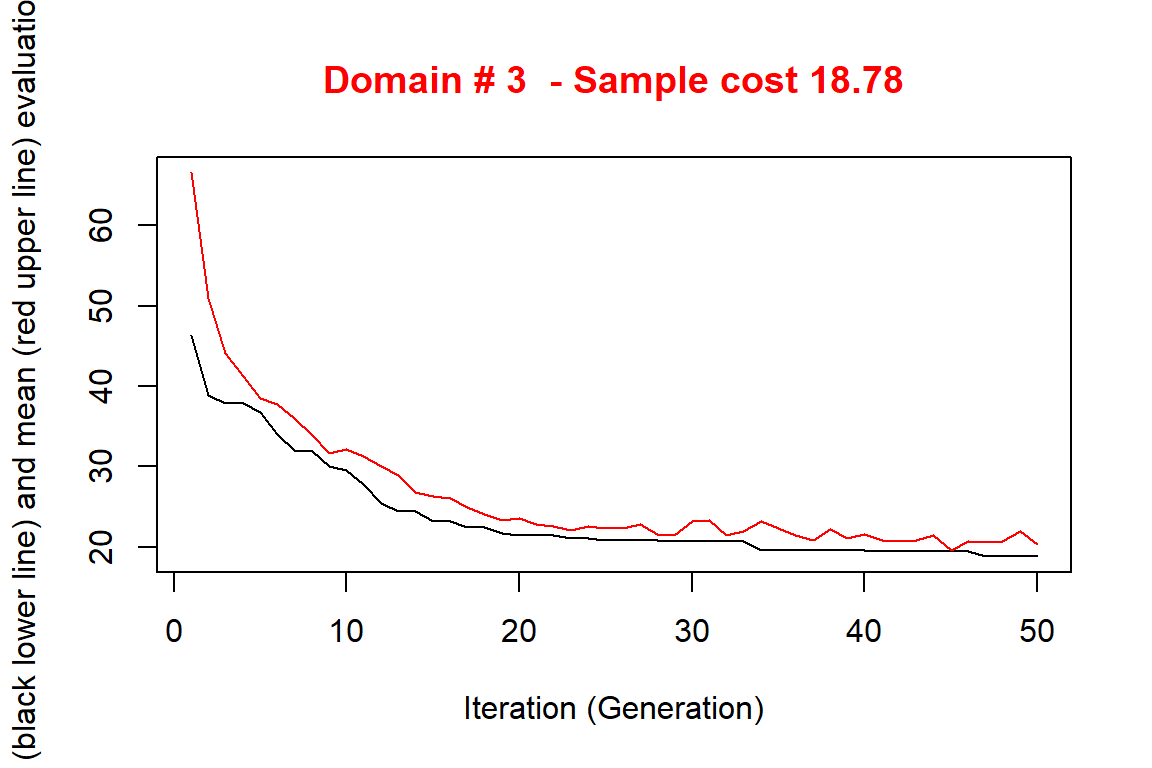 Domain # 3  - Sample cost 18.78
(black lower line) and mean (red upper line) evaluatio
60
50
40
30
20
0 10 20 30 40 50
Iteration (Generation)